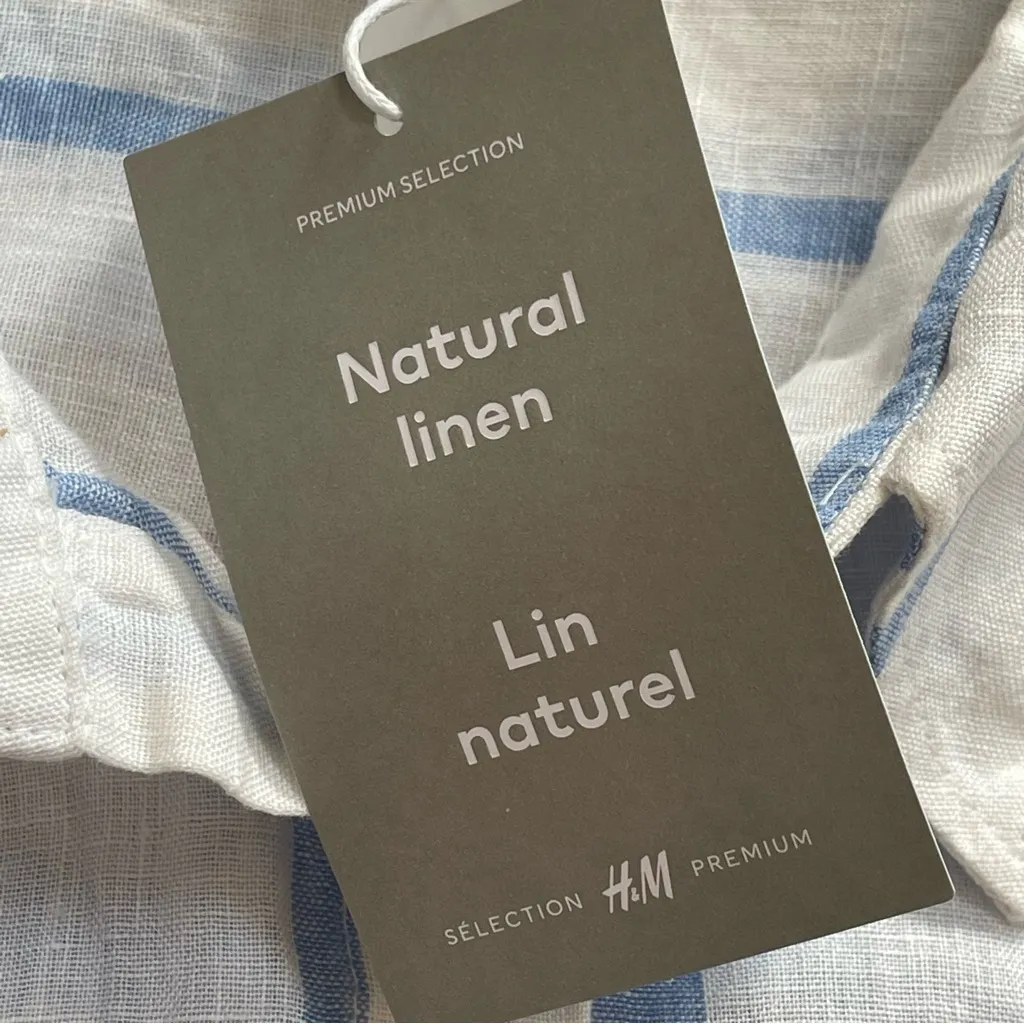 PREMIUM SELECTION
Natural
linen
Lin
naturel
SÉLECTION H&M PREMIUM